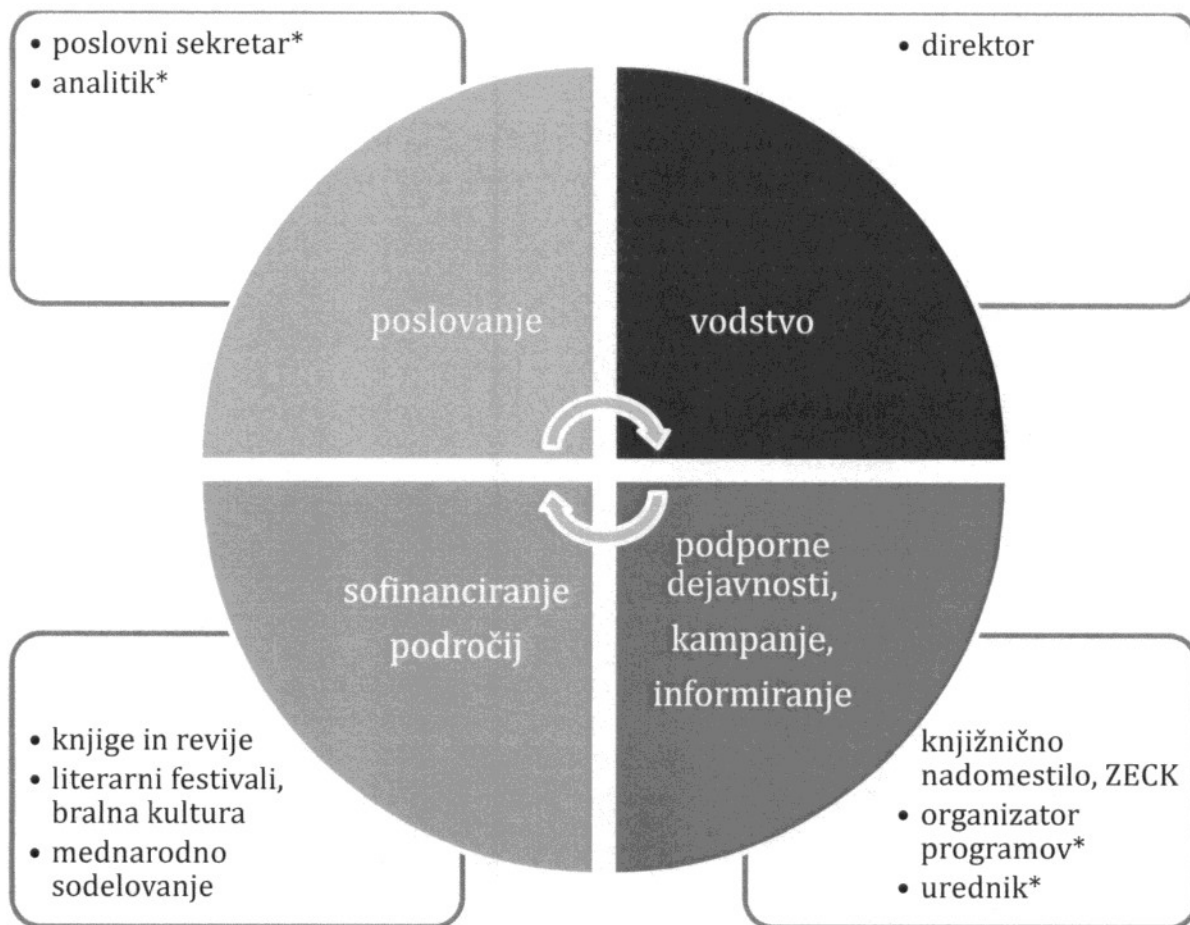 • poslovni sekretar*
• analitik*
• direktor
poslovanje
vodstvo
sofinanciranje
področij
podporne
dejavnosti,
kampanje,
informiranje
• knjige in revije
• literarni festivali,
bralna kultura
• mednarodno
sodelovanje
knjižnično
nadomestilo, ZECK
• organizator
programov*
• urednik*